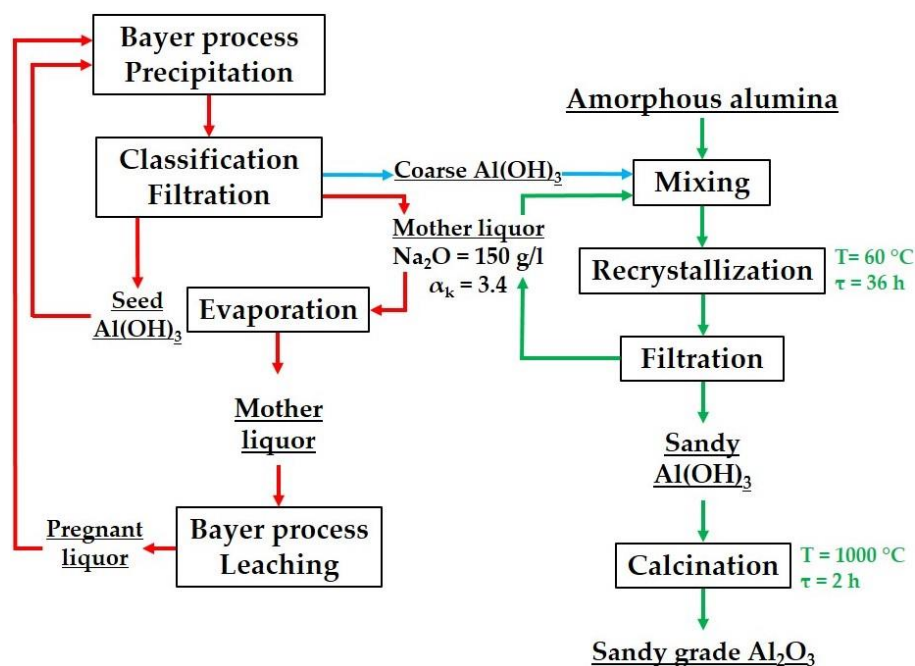 Bayer process
Precipitation
Amorphous alumina
Classification
Filtration
Coarse Al(OH)₃
Mixing
Mother liquor
Na₂O = 150 g/l
αₖ = 3.4
Recrystallization
T= 60 °C
τ = 36 h
Seed
Al(OH)₃
Evaporation
Filtration
Mother
liquor
Sandy
Al(OH)₃
Pregnant
liquor
Bayer process
Leaching
Calcination
T = 1000 °C
τ = 2 h
Sandy grade Al₂O₃